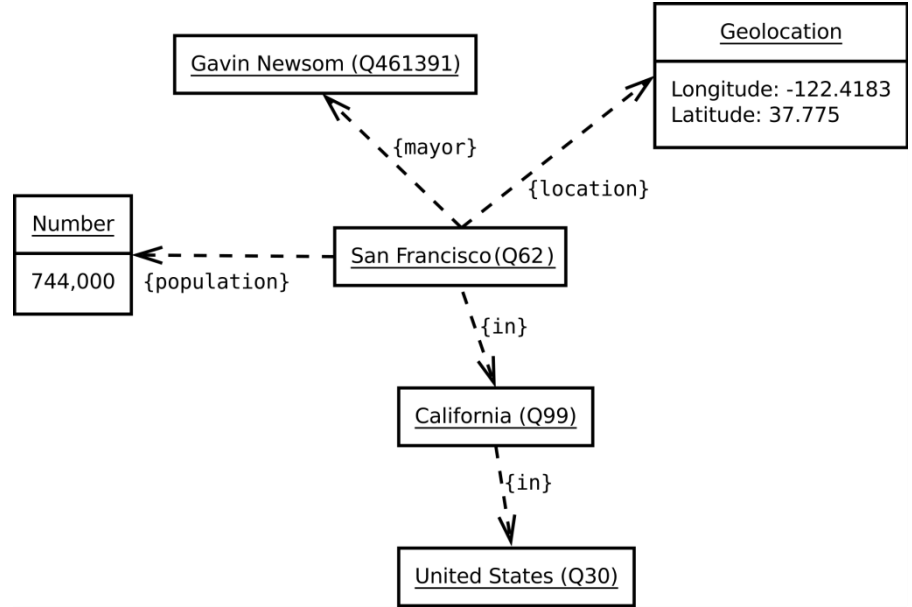 Geolocation
Gavin Newsom (Q461391)
Longitude: -122.4183
Latitude: 37.775
{mayor}
{location}
Number
744,000
San Francisco(Q62)
{population}
{in}
California (Q99)
{in}
United States (Q30)